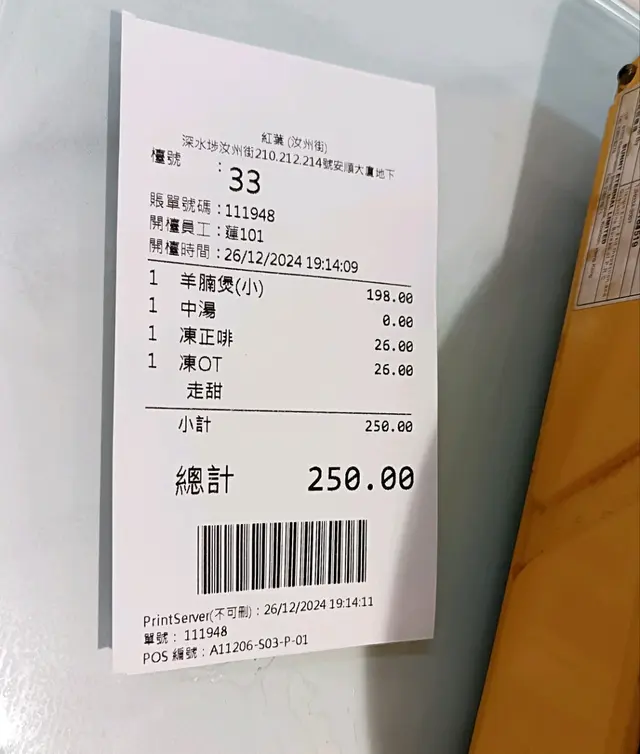 紅葉 (汝州街)
深水埗汝州街210.212.214號安順大廈地下
檯號 : 33
賬單號碼：111948
開檯員工：蓮101
開檯時間：26/12/2024 19:14:09
1 羊腩煲(小) 198.00
1 中湯 0.00
1 凍正啡 26.00
1 凍OT 26.00
走甜
小計 250.00
總計 250.00
PrintServer(不可刪)：26/12/2024 19:14:11
單號：111948
POS 編號：A11206-S03-P-01